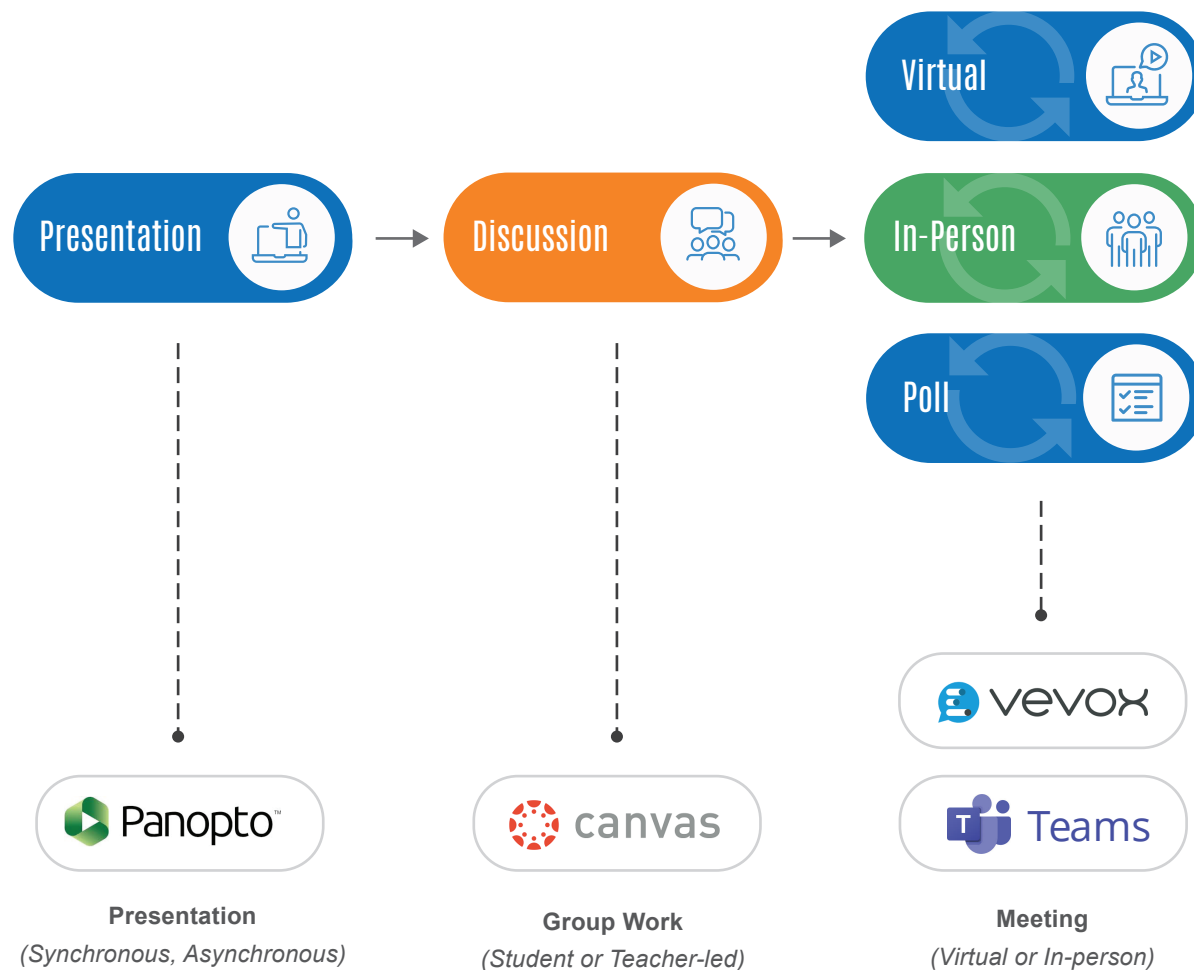 Virtual
Presentation
Discussion
In-Person
Poll
vevox
Panopto™
canvas
T Teams
Presentation
(Synchronous, Asynchronous)
Group Work
(Student or Teacher-led)
Meeting
(Virtual or In-person)